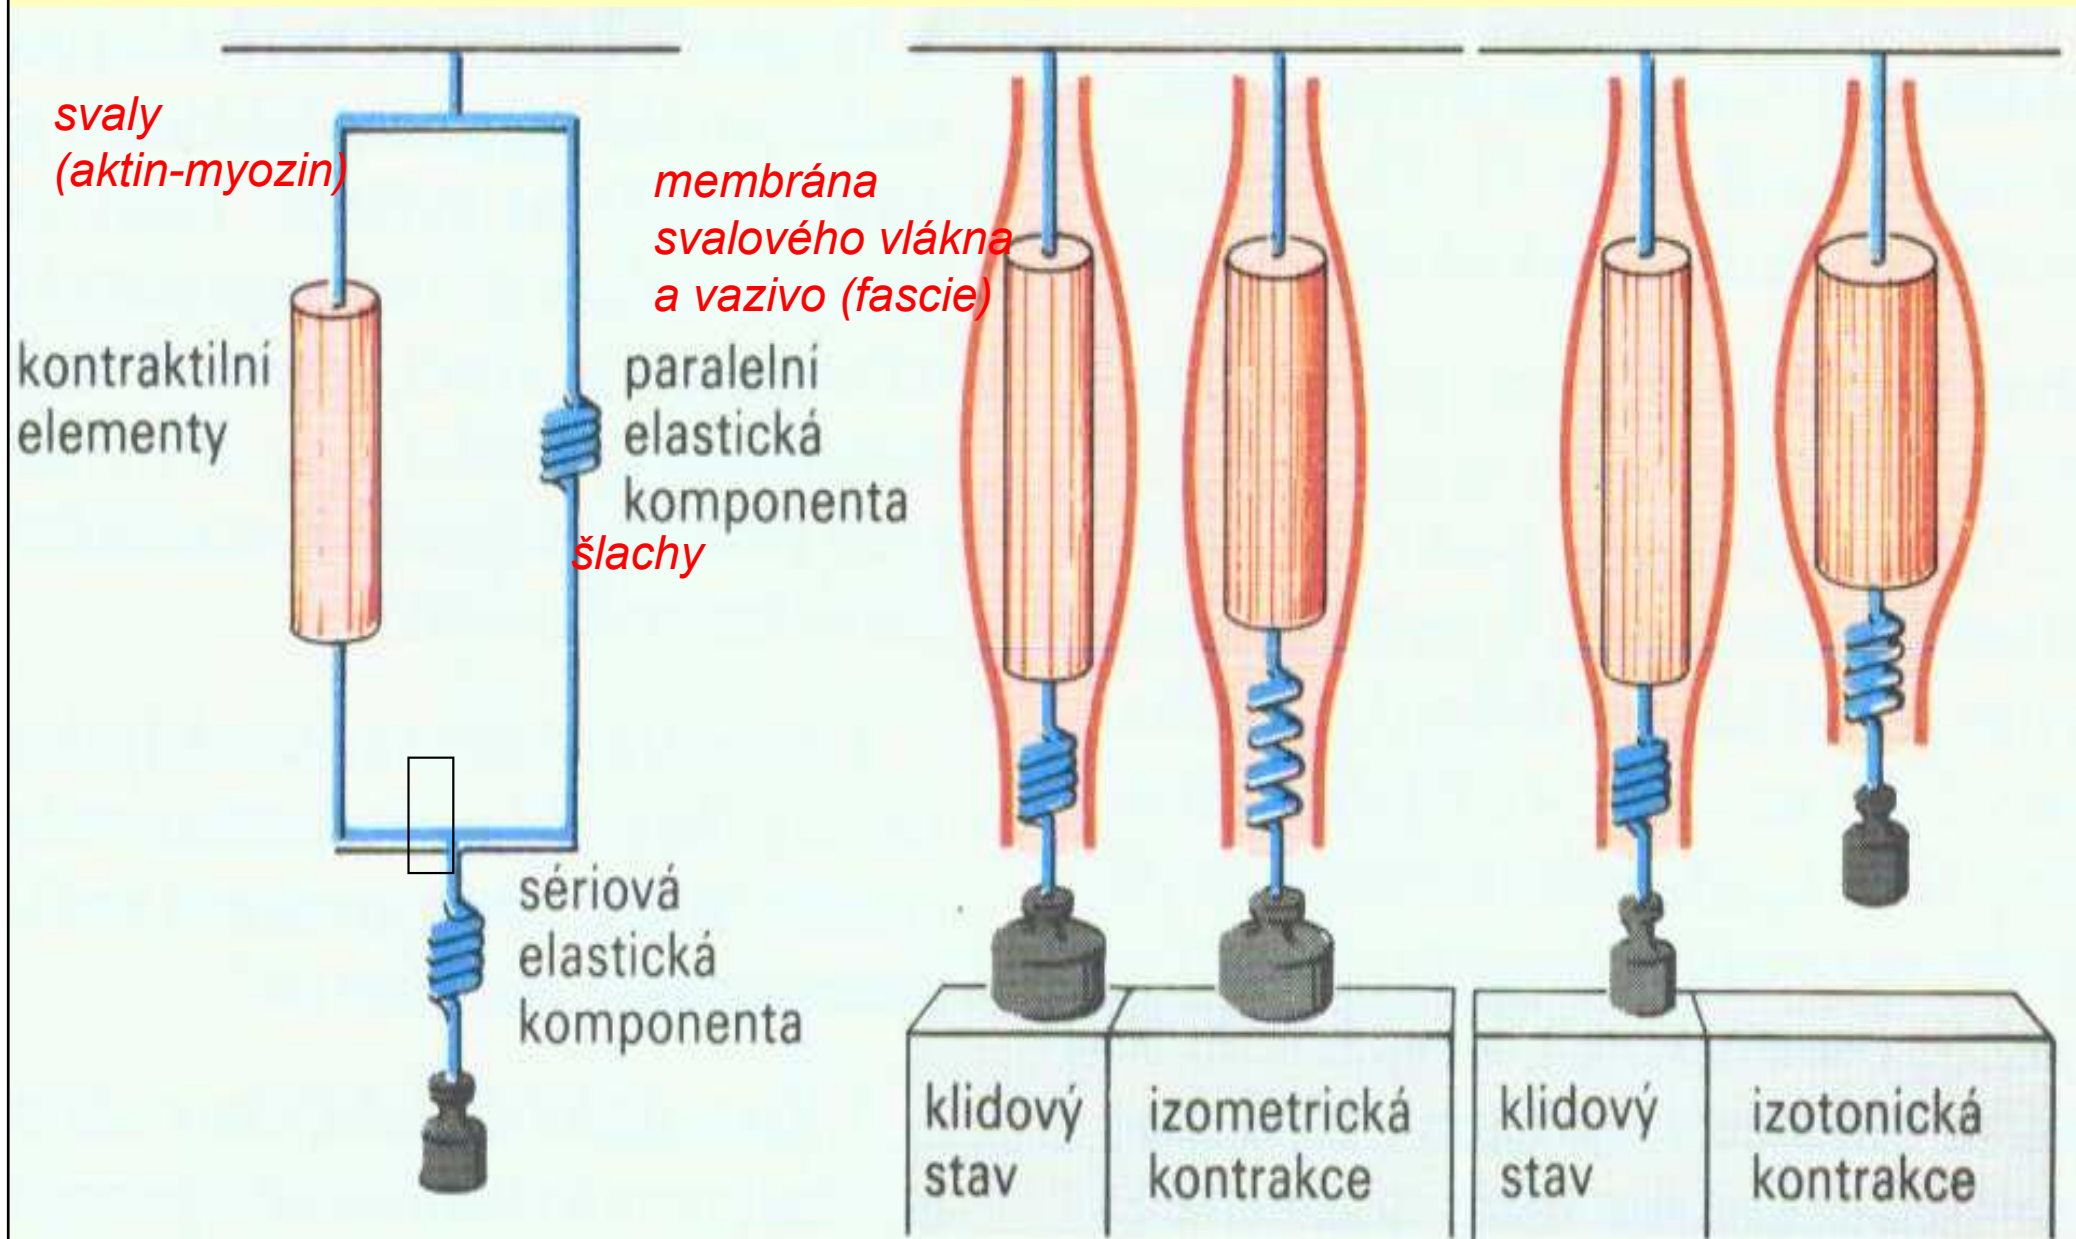 svaly
(aktin-myozin)
membrána
svalového vlákna
a vazivo (fascie)
kontraktilní
elementy
paralelní
elastická
komponenta
šlachy
sériová
elastická
komponenta
klidový
stav
izometrická
kontrakce
klidový
stav
izotonická
kontrakce